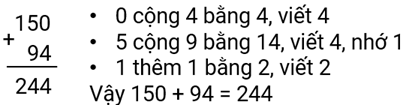 150
+
94
244
• 0 cộng 4 bằng 4, viết 4
• 5 cộng 9 bằng 14, viết 4, nhớ 1
• 1 thêm 1 bằng 2, viết 2
Vậy 150 + 94 = 244